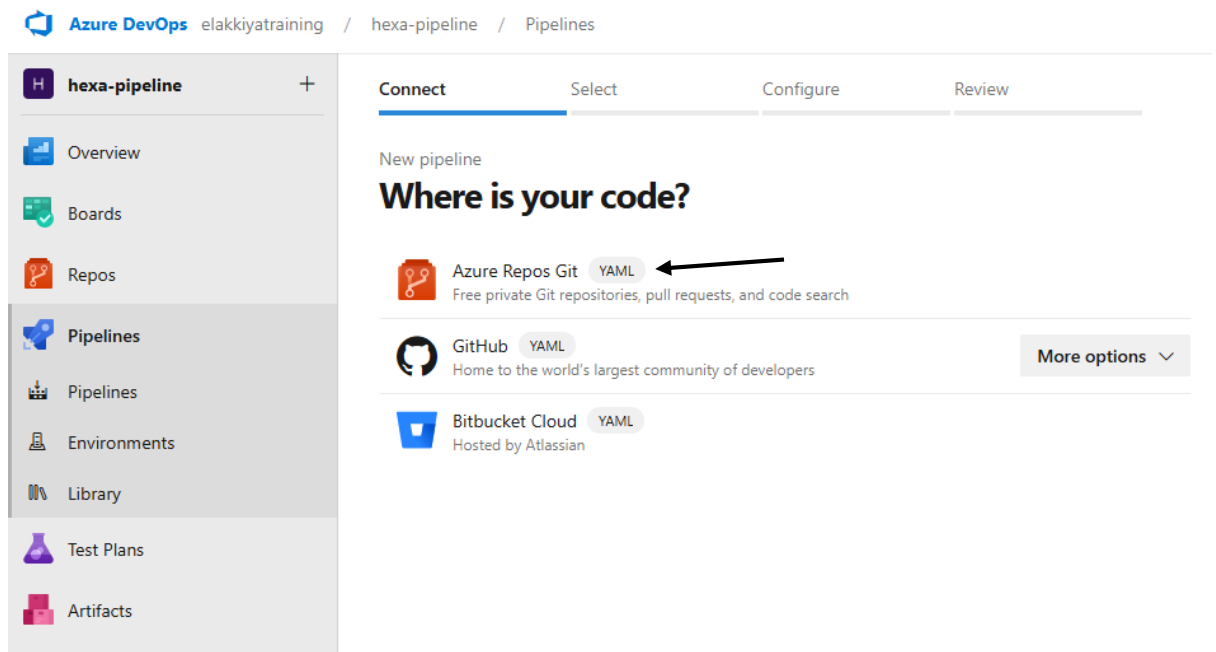 Azure DevOps elakkiyatraining / hexa-pipeline / Pipelines
H hexa-pipeline +
Overview
Boards
Repos
Pipelines
Pipelines
Environments
Library
Test Plans
Artifacts
Connect Select Configure Review
New pipeline
Where is your code?
Azure Repos Git YAML
Free private Git repositories, pull requests, and code search
GitHub YAML
Home to the world's largest community of developers
More options
Bitbucket Cloud YAML
Hosted by Atlassian